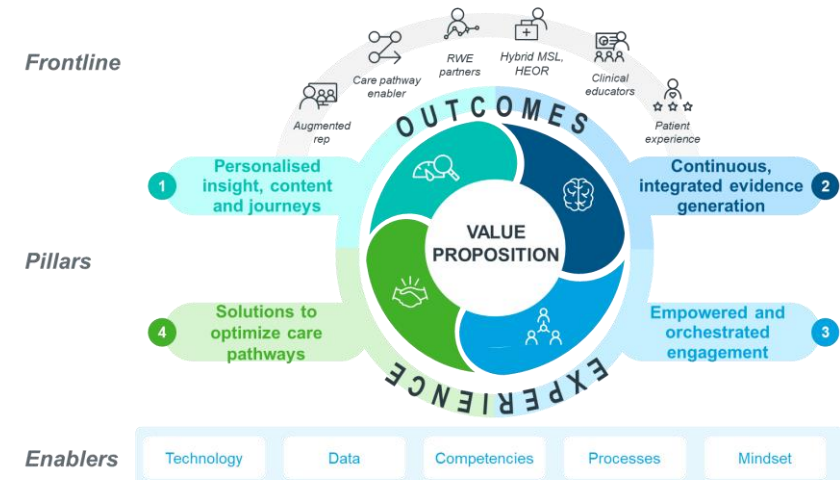 Frontline
Augmented
rep
Care pathway
enabler
RWE
partners
Hybrid MSL,
HEOR
Clinical
educators
Patient
experience
OUTCOMES
1
Personalised
insight, content
and journeys
Continuous,
integrated evidence
generation
2
Pillars
VALUE
PROPOSITION
4
Solutions to
optimize care
pathways
Empowered and
orchestrated
engagement
3
EXPERIENCE
Enablers
Technology
Data
Competencies
Processes
Mindset